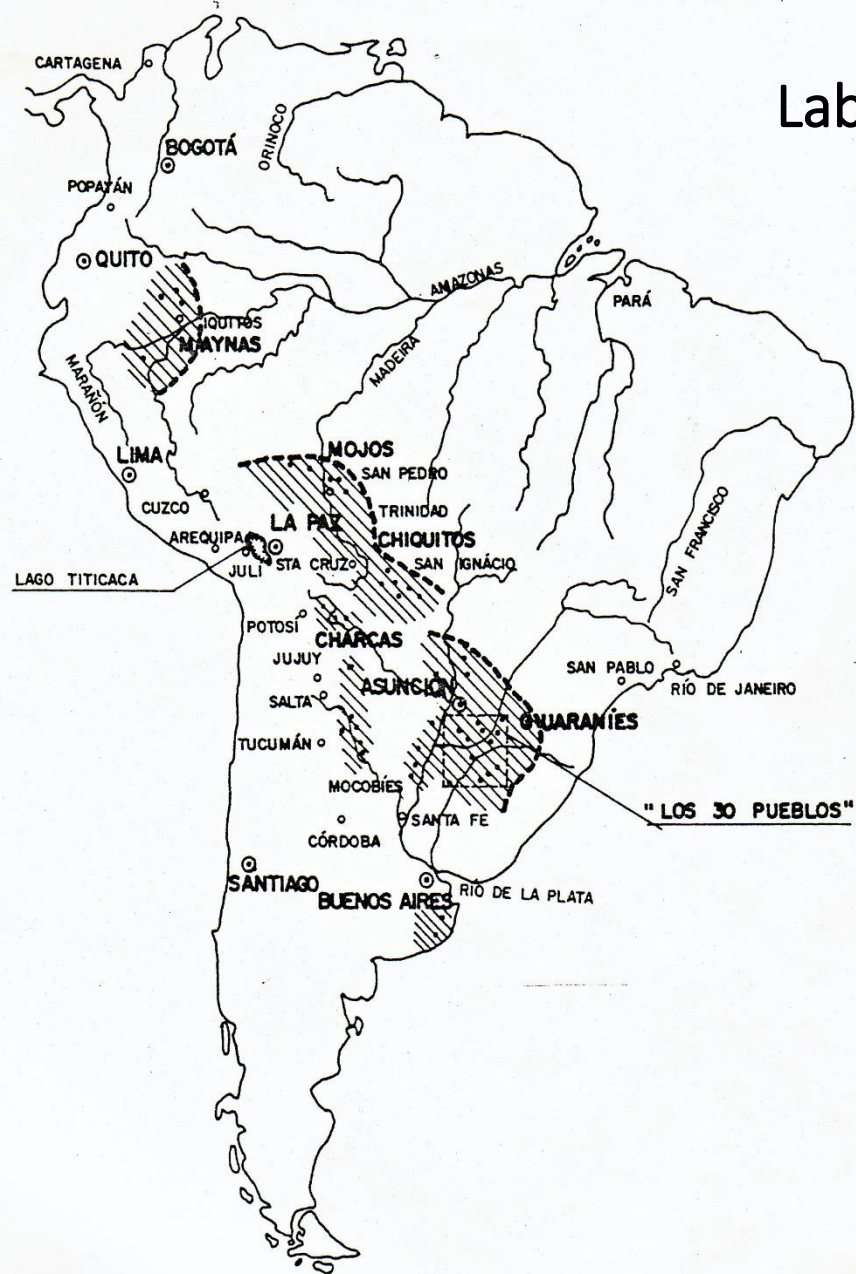 Lab
CARTAGENA
BOGOTÁ
ORINOCO
POPAYÁN
QUITO
AMAZONAS
PARÁ
IQUITOS
MAYNAS
MADEIRA
MARAÑÓN
LIMA
MOJOS
SAN PEDRO
CUZCO
TRINIDAD
LA PAZ
CHIQUITOS
AREQUIPA
JULI
STA CRUZ
SAN IGNÁCIO
SAN FRANCISCO
LAGO TITICACA
POTOSÍ
CHARCAS
JUJUY
SAN PABLO
ASUNCIÓN
RÍO DE JANEIRO
SALTA
GUARANÍES
TUCUMÁN
MOCOBÍES
"LOS 30 PUEBLOS"
SANTA FE
CÓRDOBA
SANTIAGO
BUENOS AIRES
RÍO DE LA PLATA